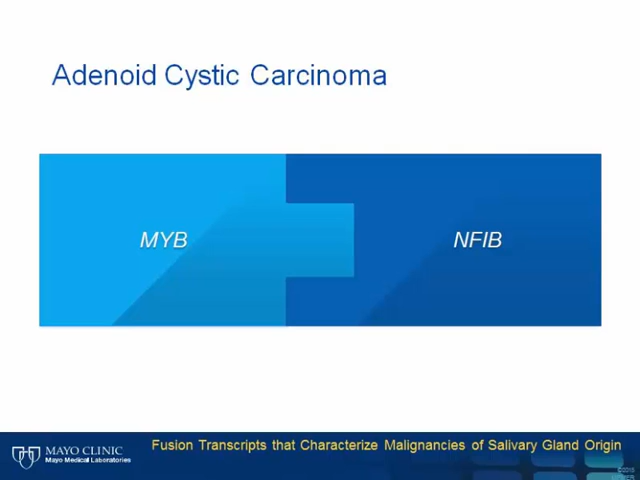 Adenoid Cystic Carcinoma
MYB
NFIB
Fusion Transcripts that Characterize Malignancies of Salivary Gland Origin
MAYO CLINIC
Mayo Medical Laboratories